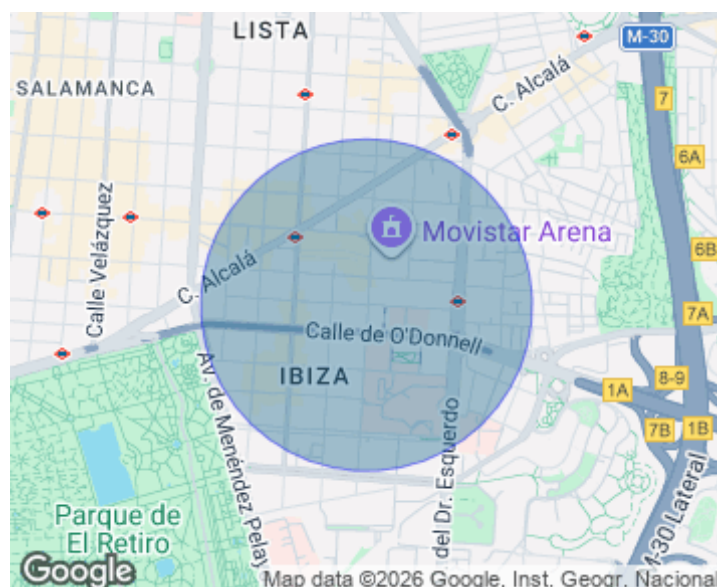 LISTA
M-30
SALAMANCA
C. Alcalá
7
6A
Calle Velázquez
Movistar Arena
6B
C. Alcalá
7A
Calle de O'Donnell
IBIZA
8-9
1A
7B
1B
Av. de Menéndez Pelay
del Dr. Esquerdo
M-30 Lateral
Parque de
El Retiro
Google
Map data ©2026 Google, Inst. Geogr. Nacional